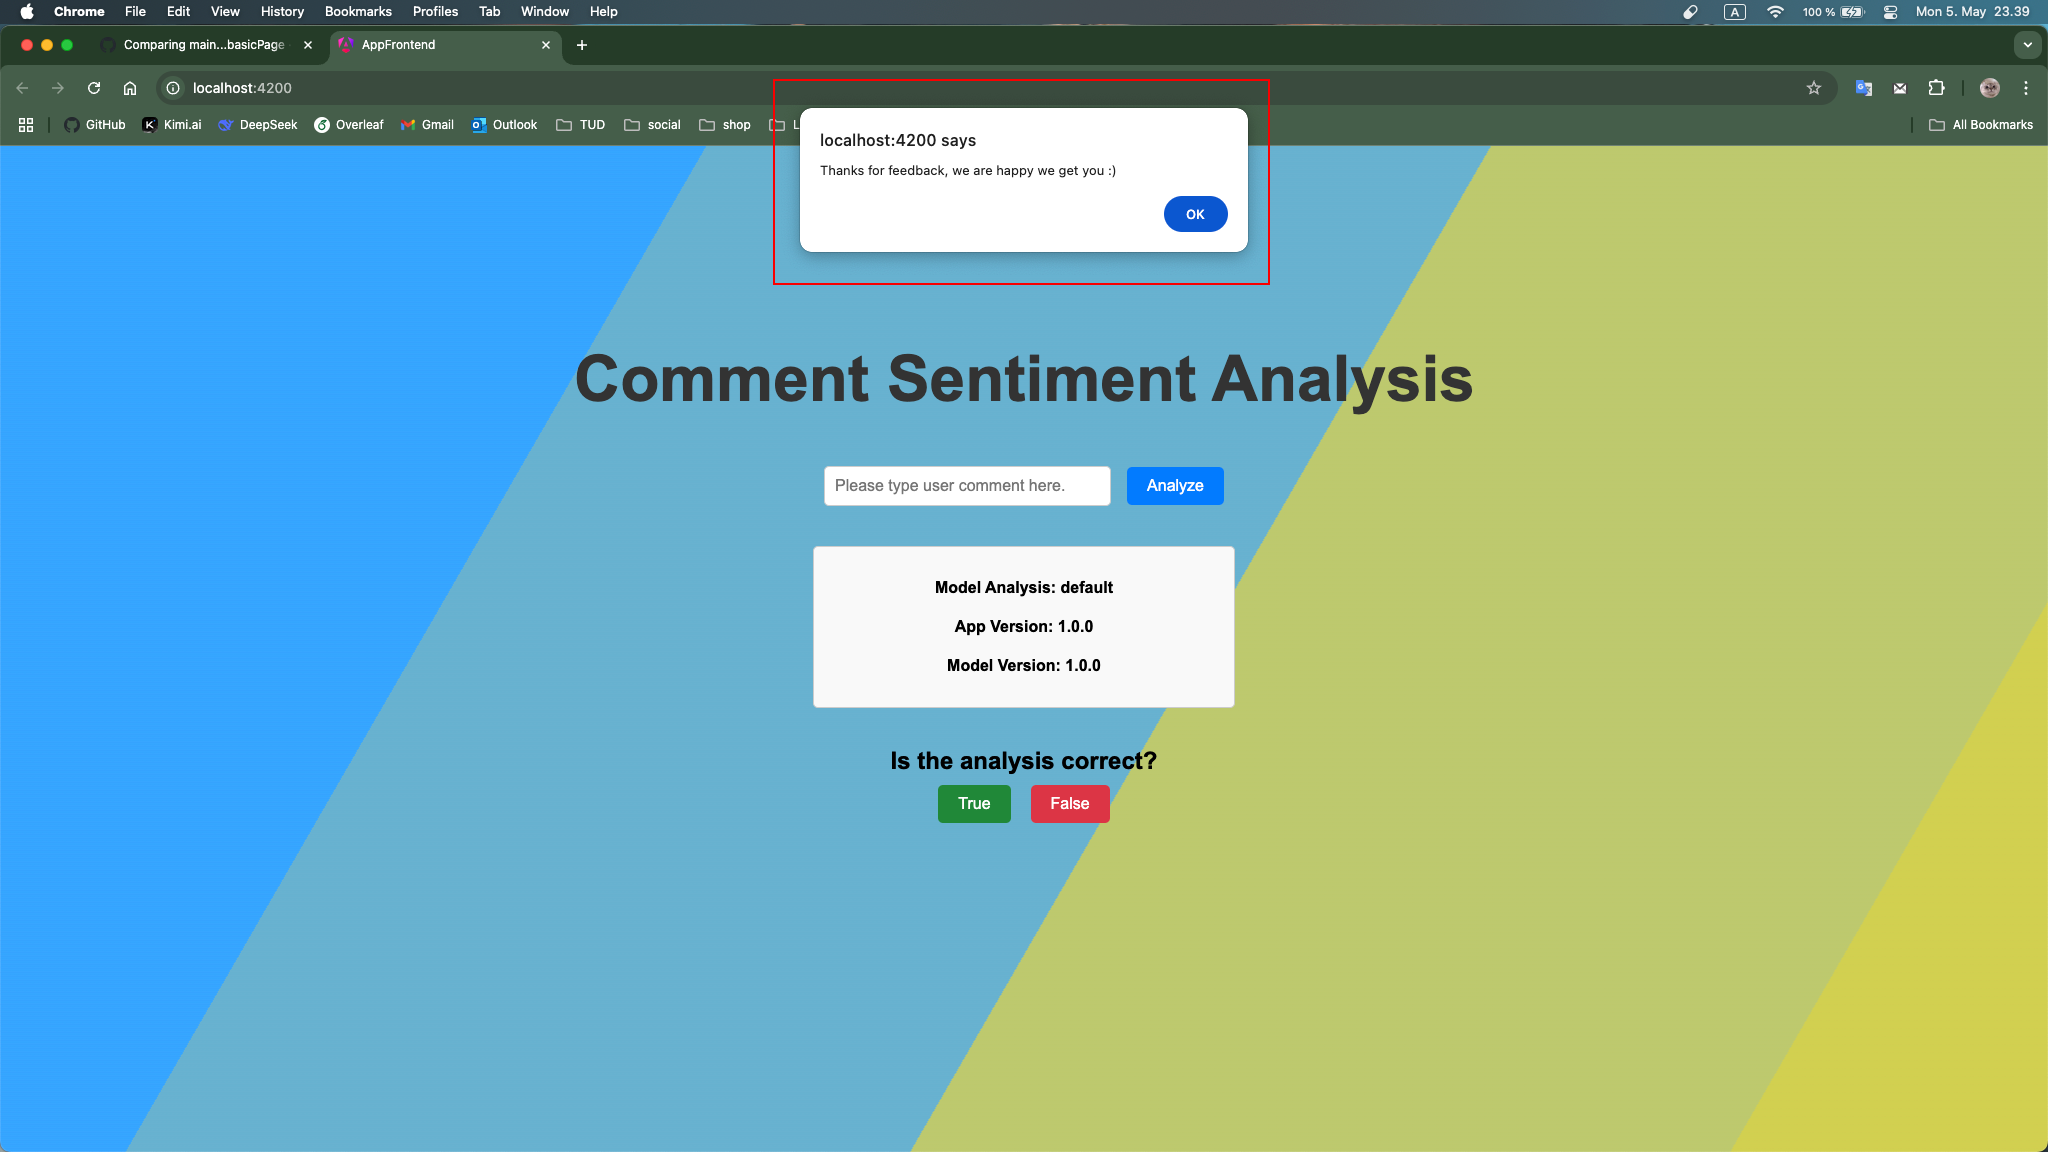 Chrome File Edit View History Bookmarks Profiles Tab Window Help A 100 % Mon 5. May 23.39
Comparing main...basicPage AppFrontend
localhost:4200
GitHub Kimi.ai DeepSeek Overleaf Gmail Outlook TUD social shop L All Bookmarks
localhost:4200 says
Thanks for feedback, we are happy we get you :)
OK
Comment Sentiment Analysis
Please type user comment here. Analyze
Model Analysis: default
App Version: 1.0.0
Model Version: 1.0.0
Is the analysis correct?
True False